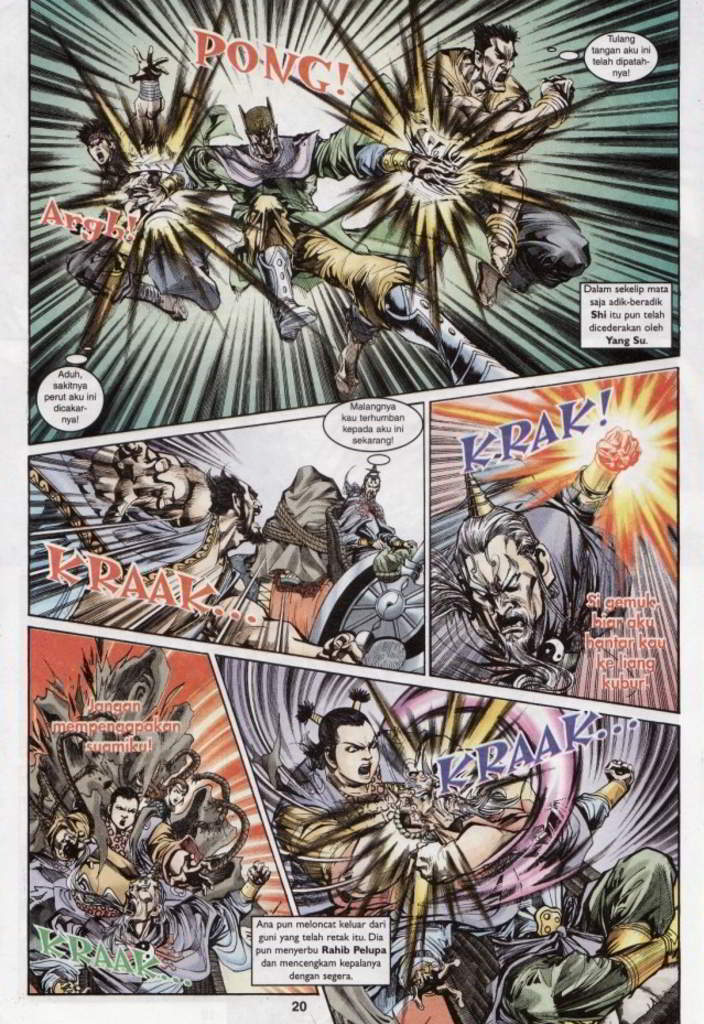 PONG!
Tulang
tangan aku ini
telah dipatah-
nya!
Argh!
Dalam sekelip mata
saja adik-beradik
Shi itu pun telah
dicederakan oleh
Yang Su.
Aduh,
sakitnya
perut aku ini
dicakar-
nya!
Malangnya
kau terhumban
kepada aku ini
sekarang!
KRAAK...
KRAK!
Si gemuk,
biar aku
hantar kau
ke liang
kubur!
Jangan
mempengapakan
suamiku!
KRAAK...
KRAAK...
Ana pun meloncat keluar dari
guni yang telah retak itu. Dia
pun menyerbu Rahib Pelupa
dan mencengkam kepalanya
dengan segera.
20